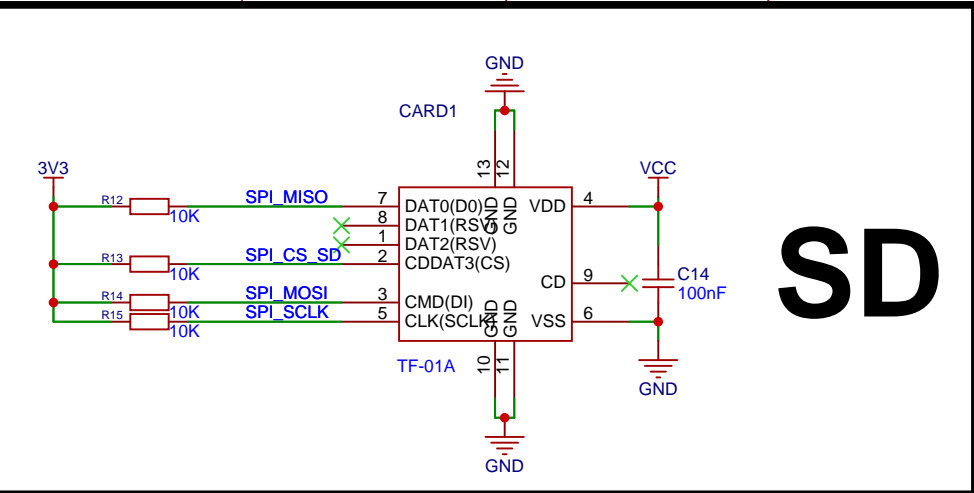 GND
CARD1
3V3
VCC
13
12
R12
10K
SPI_MISO
7
DAT0(D0)
GND
GND
VDD
4
8
DAT1(RSV)
1
DAT2(RSV)
R13
10K
SPI_CS_SD
2
CDDAT3(CS)
CD
9
C14
100nF
SD
R14
10K
SPI_MOSI
3
CMD(DI)
R15
10K
SPI_SCLK
5
CLK(SCLK)
GND
GND
VSS
6
TF-01A
10
11
GND
GND